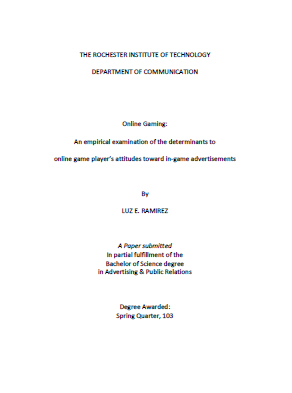 THE ROCHESTER INSTITUTE OF TECHNOLOGY
DEPARTMENT OF COMMUNICATION
Online Gaming:
An empirical examination of the determinants to
online game player's attitudes toward in-game advertisements
By
LUZ E. RAMIREZ
A Paper submitted
In partial fulfillment of the
Bachelor of Science degree
in Advertising & Public Relations
Degree Awarded:
Spring Quarter, 103